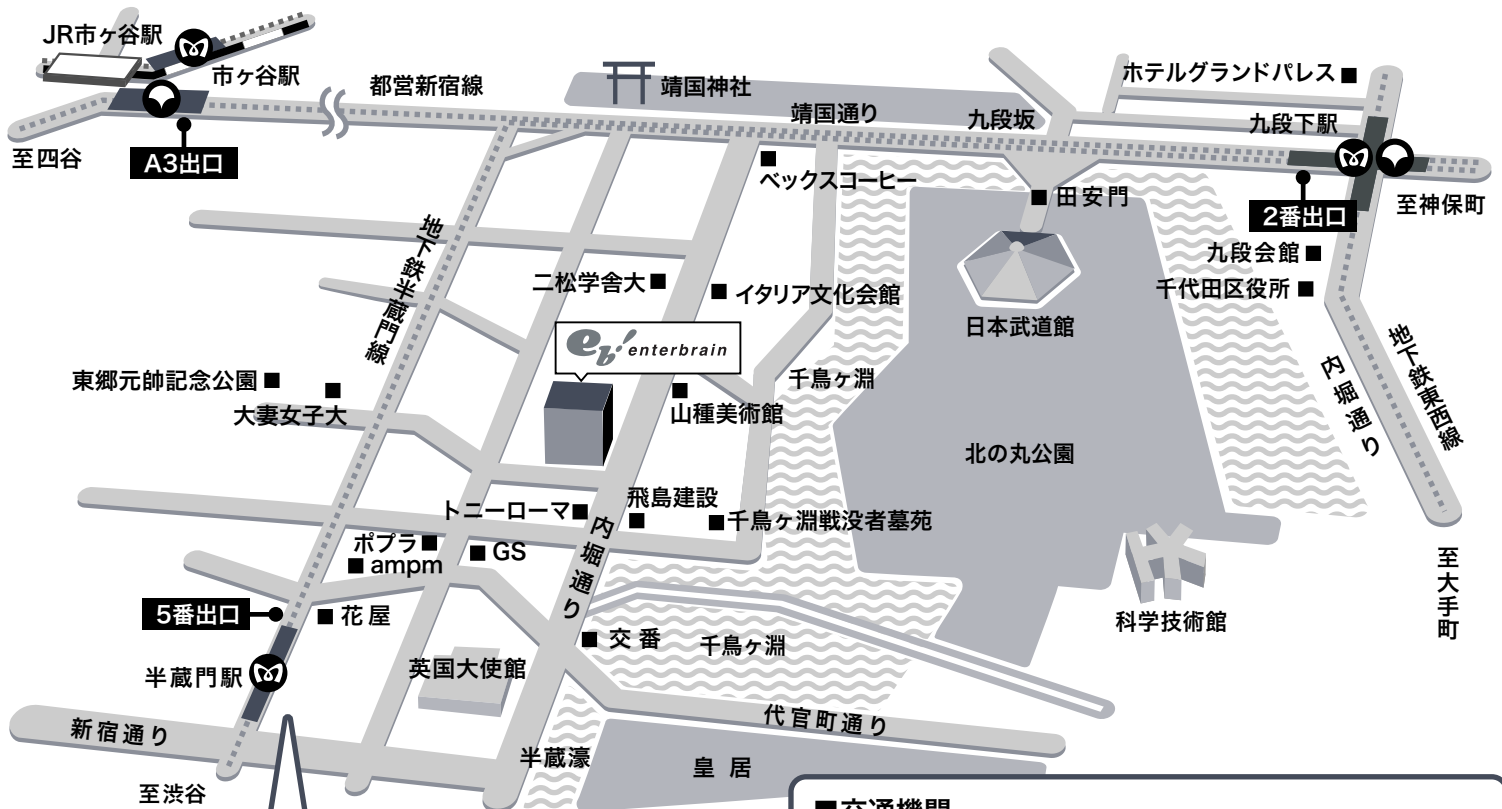 JR市ヶ谷駅
市ヶ谷駅
都営新宿線
靖国神社
靖国通り
九段坂
ホテルグランドパレス
九段下駅
至四谷
A3出口
ベックスコーヒー
田安門
2番出口
至神保町
九段会館
千代田区役所
地下鉄半蔵門線
二松学舎大
イタリア文化会館
日本武道館
eb! enterbrain
東郷元帥記念公園
大妻女子大
山種美術館
千鳥ヶ淵
内堀通り
地下鉄東西線
北の丸公園
トニーローマ
飛島建設
千鳥ヶ淵戦没者墓苑
内堀通り
ポプラ
GS
ampm
5番出口
花屋
交番
千鳥ヶ淵
科学技術館
至大手町
半蔵門駅
英国大使館
新宿通り
代官町通り
半蔵濠
皇居
至渋谷
■交通機関